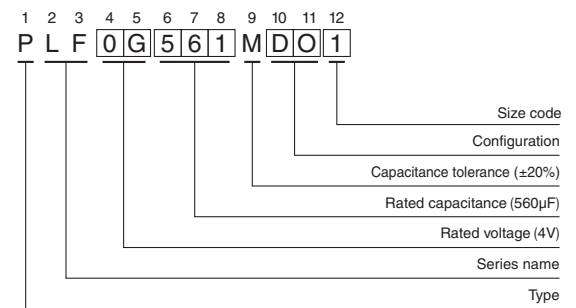 1 2 3 4 5 6 7 8 9 10 11 12
P L F 0 G 5 6 1 M D O 1
Size code
Configuration
Capacitance tolerance (±20%)
Rated capacitance (560µF)
Rated voltage (4V)
Series name
Type